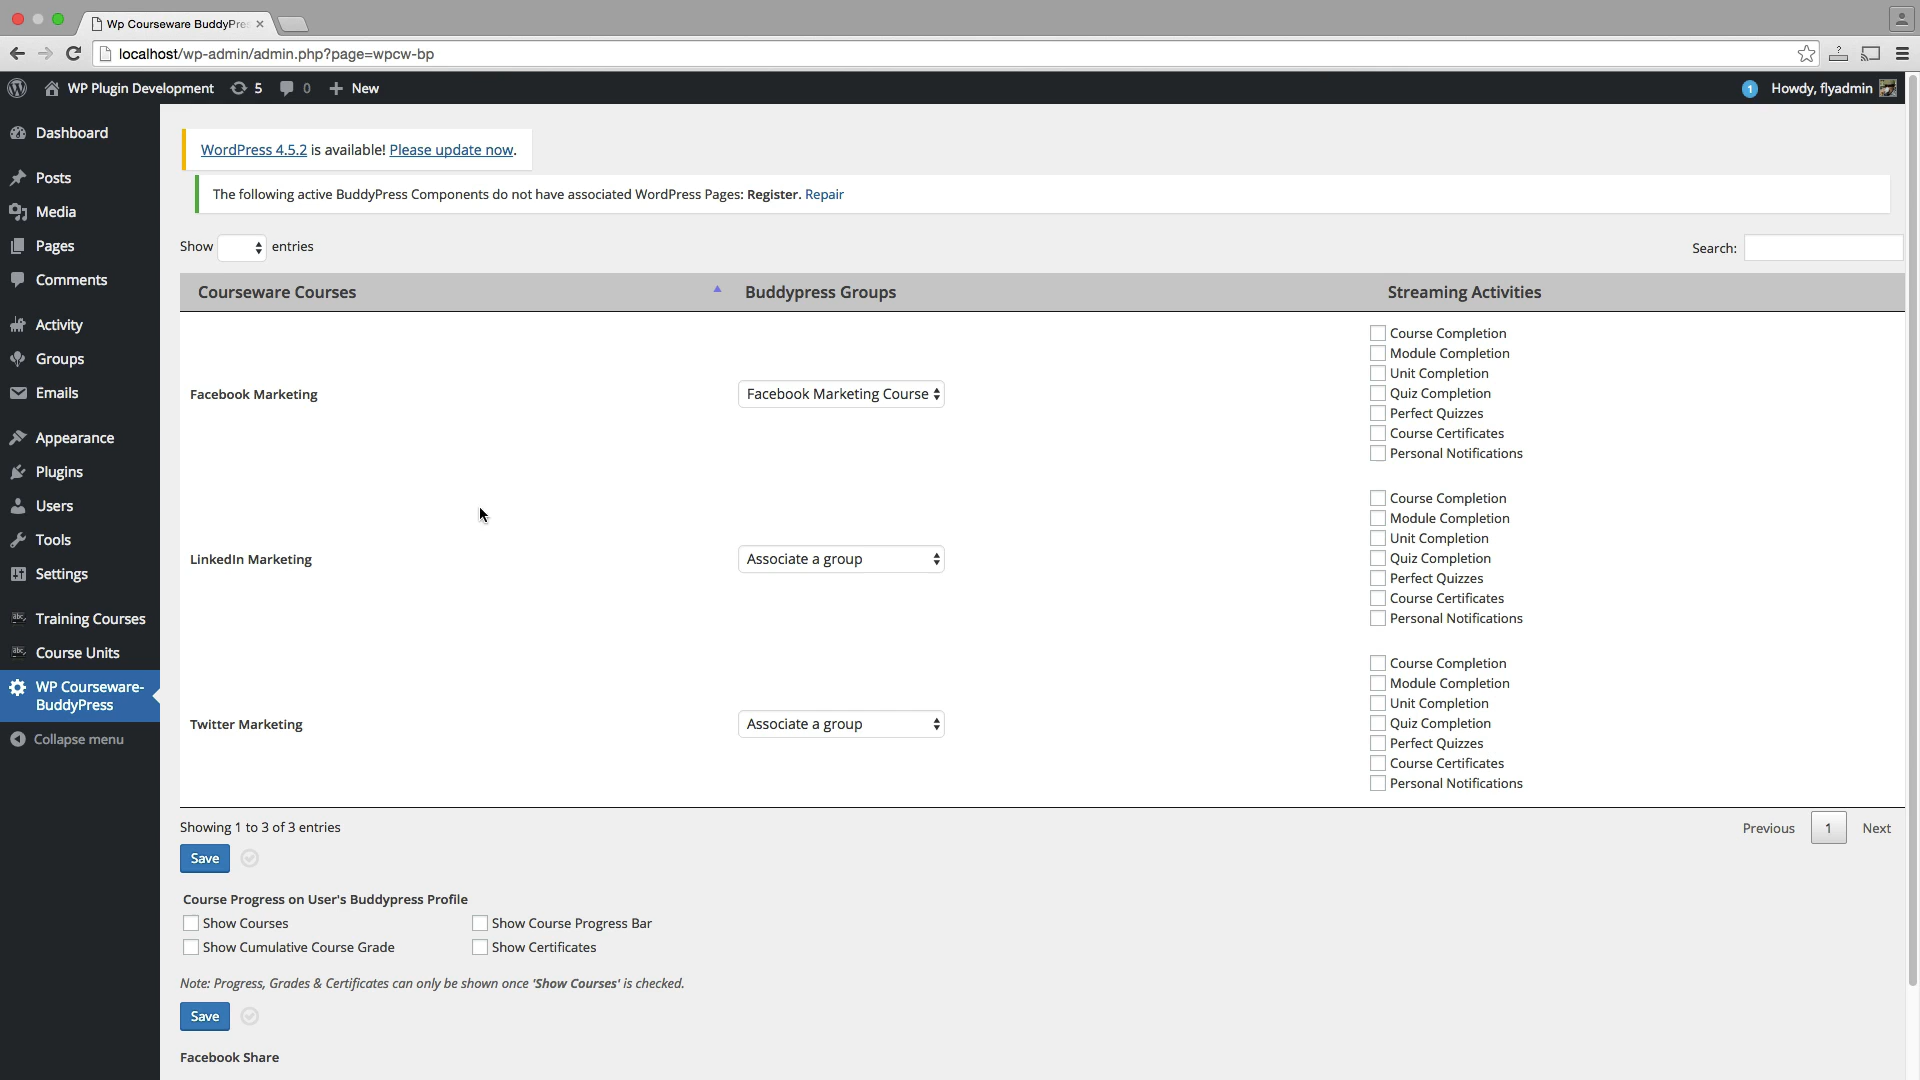 Wp Courseware BuddyPre
localhost/wp-admin/admin.php?page=wpcw-bp
WP Plugin Development 5 0 New 1 Howdy, flyadmin
Dashboard
Posts
Media
Pages
Comments
Activity
Groups
Emails
Appearance
Plugins
Users
Tools
Settings
Training Courses
Course Units
WP Courseware-
BuddyPress
Collapse menu
WordPress 4.5.2 is available! Please update now.
The following active BuddyPress Components do not have associated WordPress Pages: Register. Repair
Show entries Search:
Courseware Courses Buddypress Groups Streaming Activities
Facebook Marketing Facebook Marketing Course
Course Completion
Module Completion
Unit Completion
Quiz Completion
Perfect Quizzes
Course Certificates
Personal Notifications
LinkedIn Marketing Associate a group
Course Completion
Module Completion
Unit Completion
Quiz Completion
Perfect Quizzes
Course Certificates
Personal Notifications
Twitter Marketing Associate a group
Course Completion
Module Completion
Unit Completion
Quiz Completion
Perfect Quizzes
Course Certificates
Personal Notifications
Showing 1 to 3 of 3 entries Previous 1 Next
Save
Course Progress on User's Buddypress Profile
Show Courses Show Course Progress Bar
Show Cumulative Course Grade Show Certificates
Note: Progress, Grades & Certificates can only be shown once 'Show Courses' is checked.
Save
Facebook Share